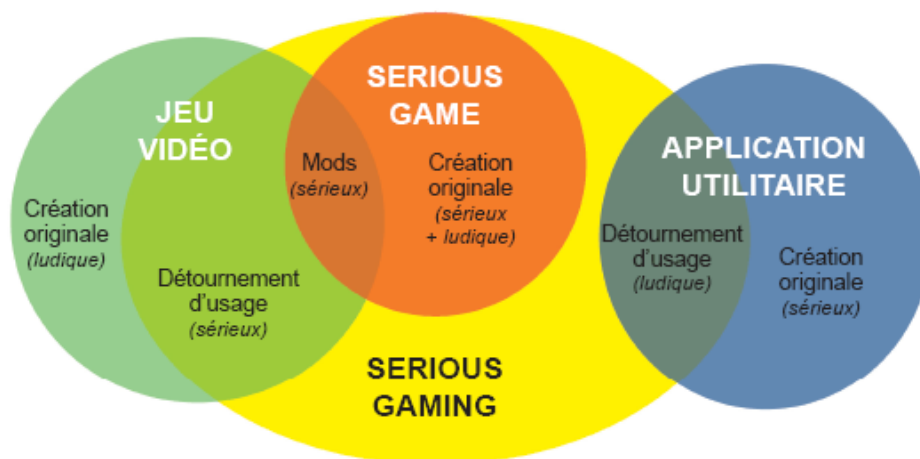 JEU
VIDÉO
Création
originale
(ludique)
Détournement
d’usage
(sérieux)
SERIOUS
GAME
Mods
(sérieux)
Création
originale
(sérieux
+ ludique)
SERIOUS
GAMING
APPLICATION
UTILITAIRE
Détournement
d’usage
(ludique)
Création
originale
(sérieux)